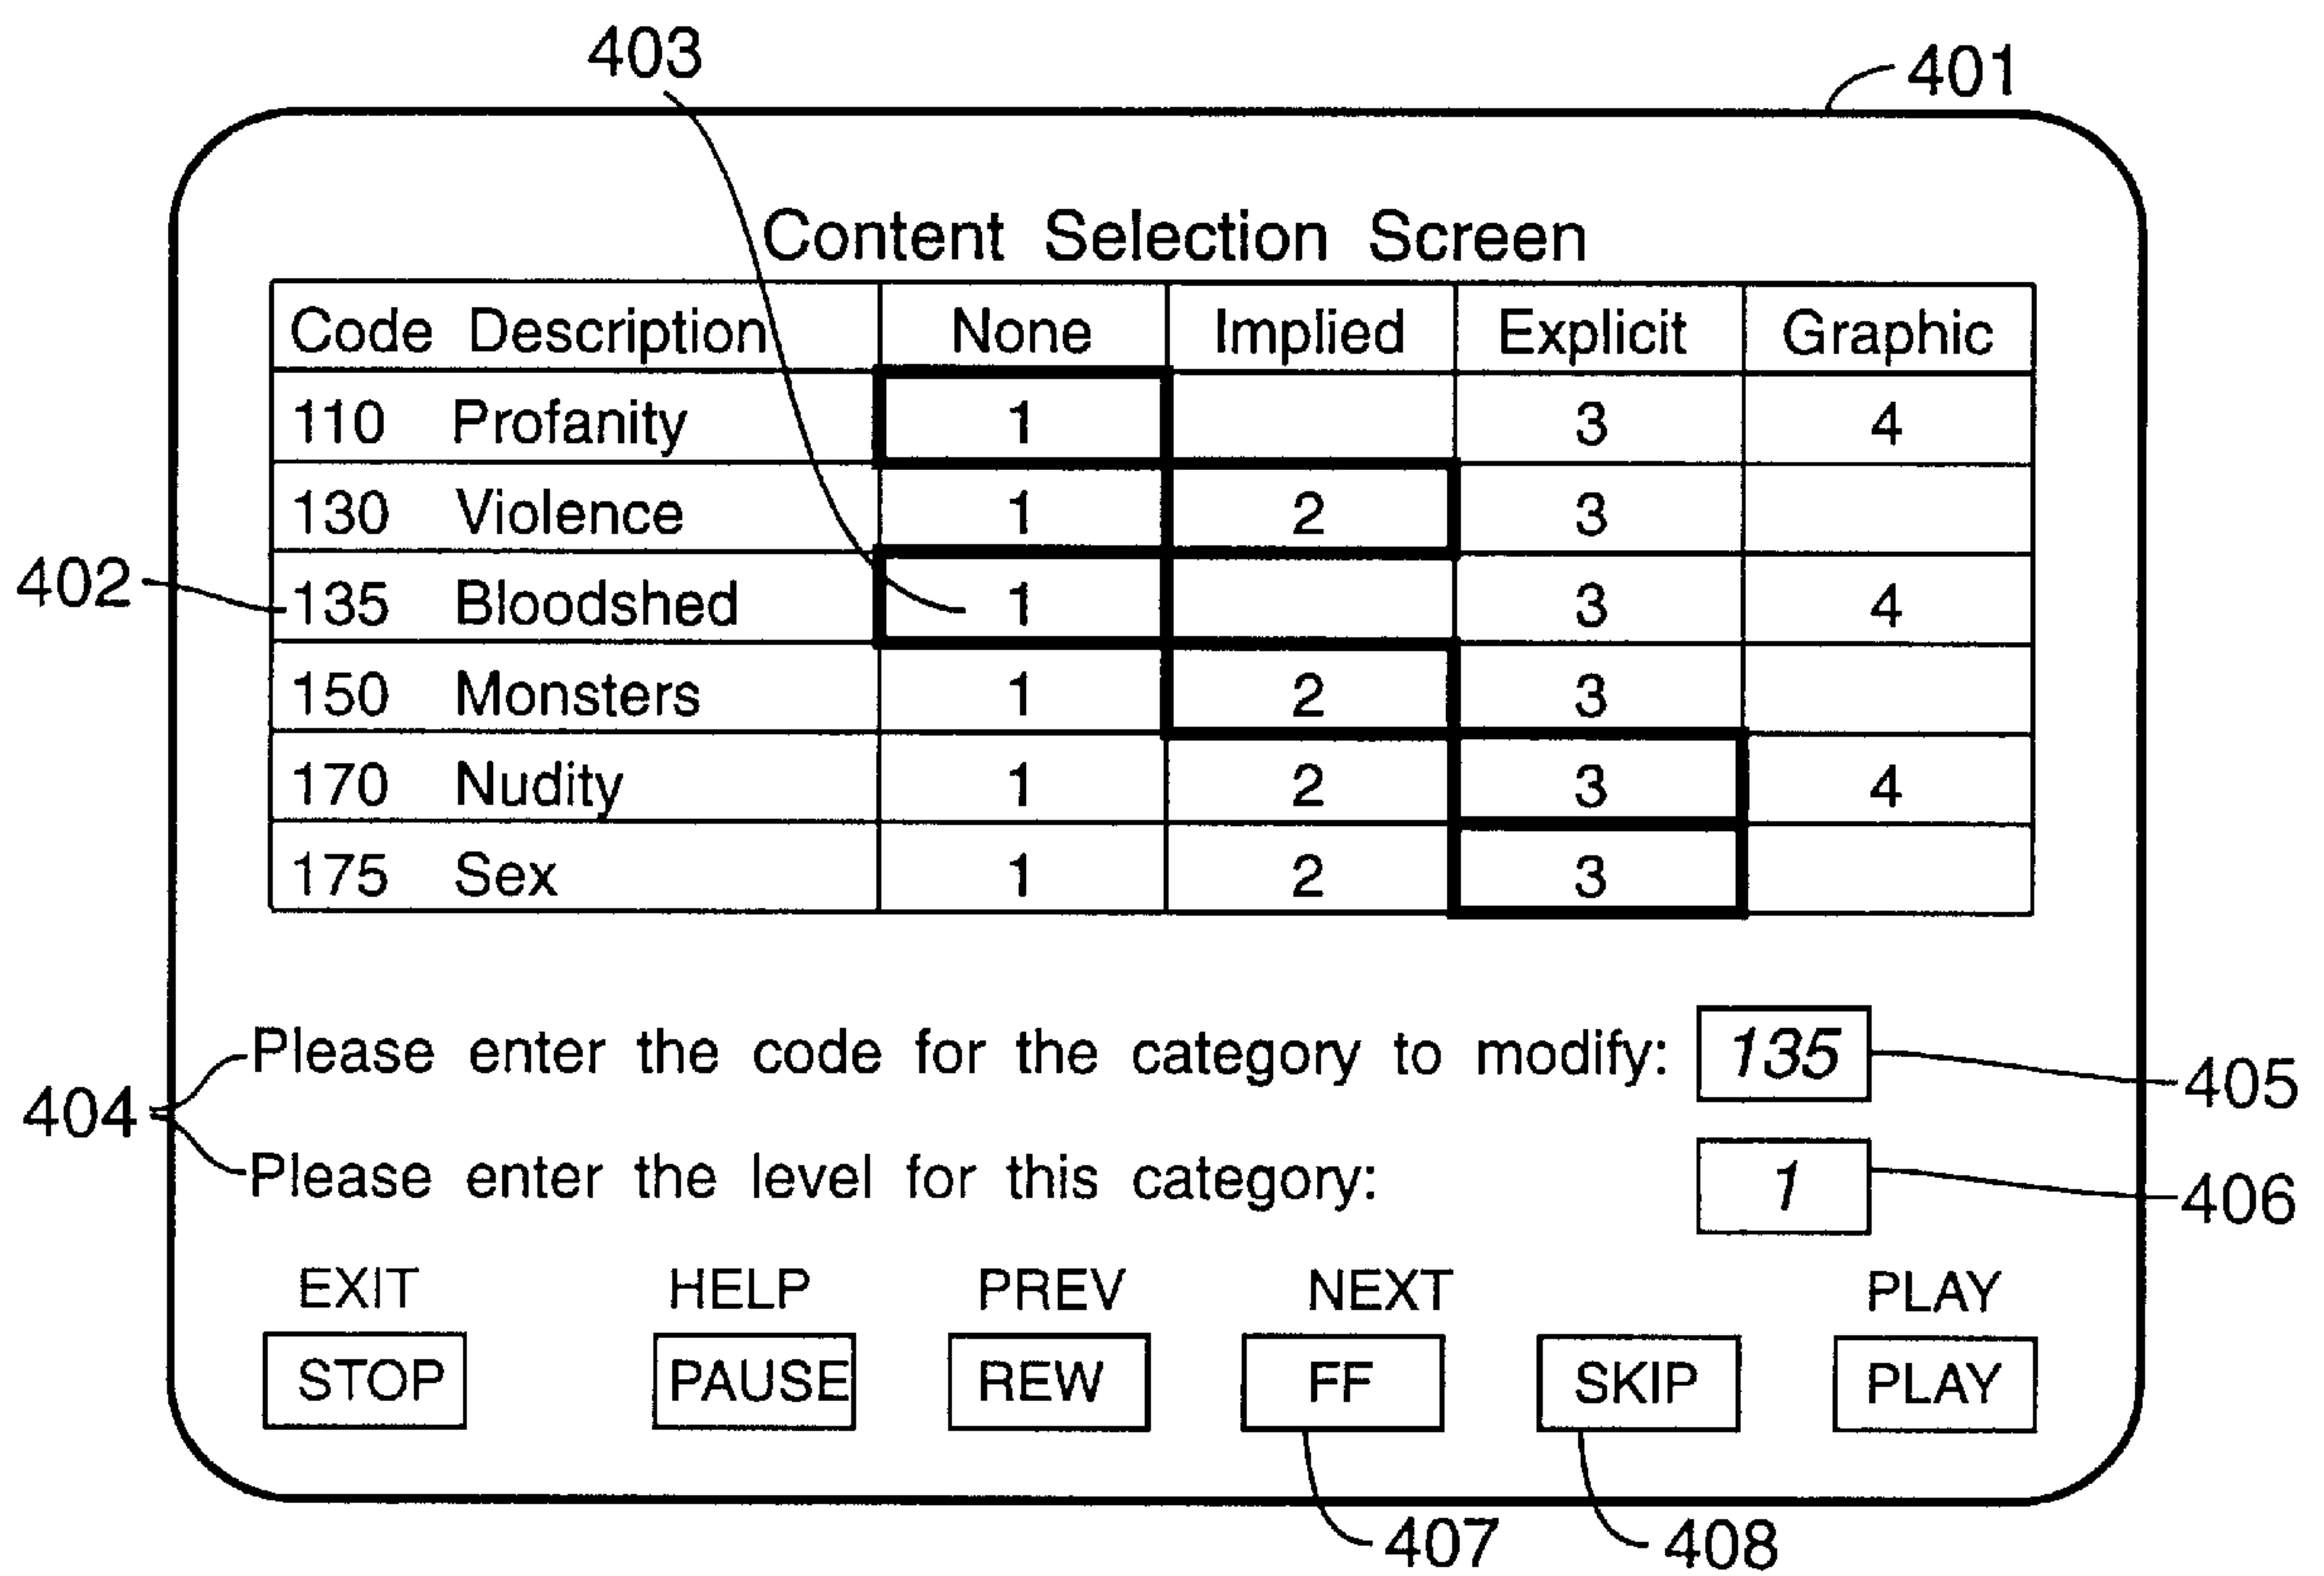 403
401
Content Selection Screen
Code Description None Implied Explicit Graphic
110 Profanity 1 3 4
130 Violence 1 2 3
402
135 Bloodshed 1 3 4
150 Monsters 1 2 3
170 Nudity 1 2 3 4
175 Sex 1 2 3
Please enter the code for the category to modify: 135
405
404
Please enter the level for this category: 1
406
EXIT HELP PREV NEXT PLAY
STOP PAUSE REW FF SKIP PLAY
407 408